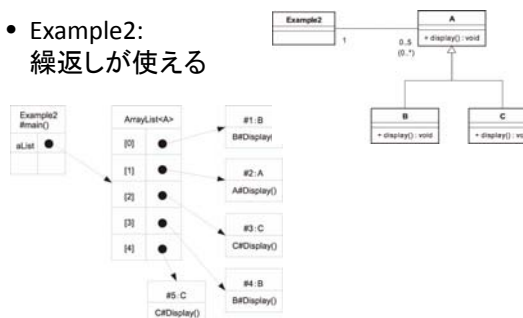 • Example2:
繰返しが使える
Example2
1
0..5
(0..*)
A
+ display() : void
B
+ display() : void
C
+ display() : vo
Example2
#main()
aList
ArrayList<A>
[0]
[1]
[2]
[3]
[4]
#1: B
B#Display()
#2: A
A#Display()
#3: C
C#Display()
#4: B
B#Display()
#5: C
C#Display()